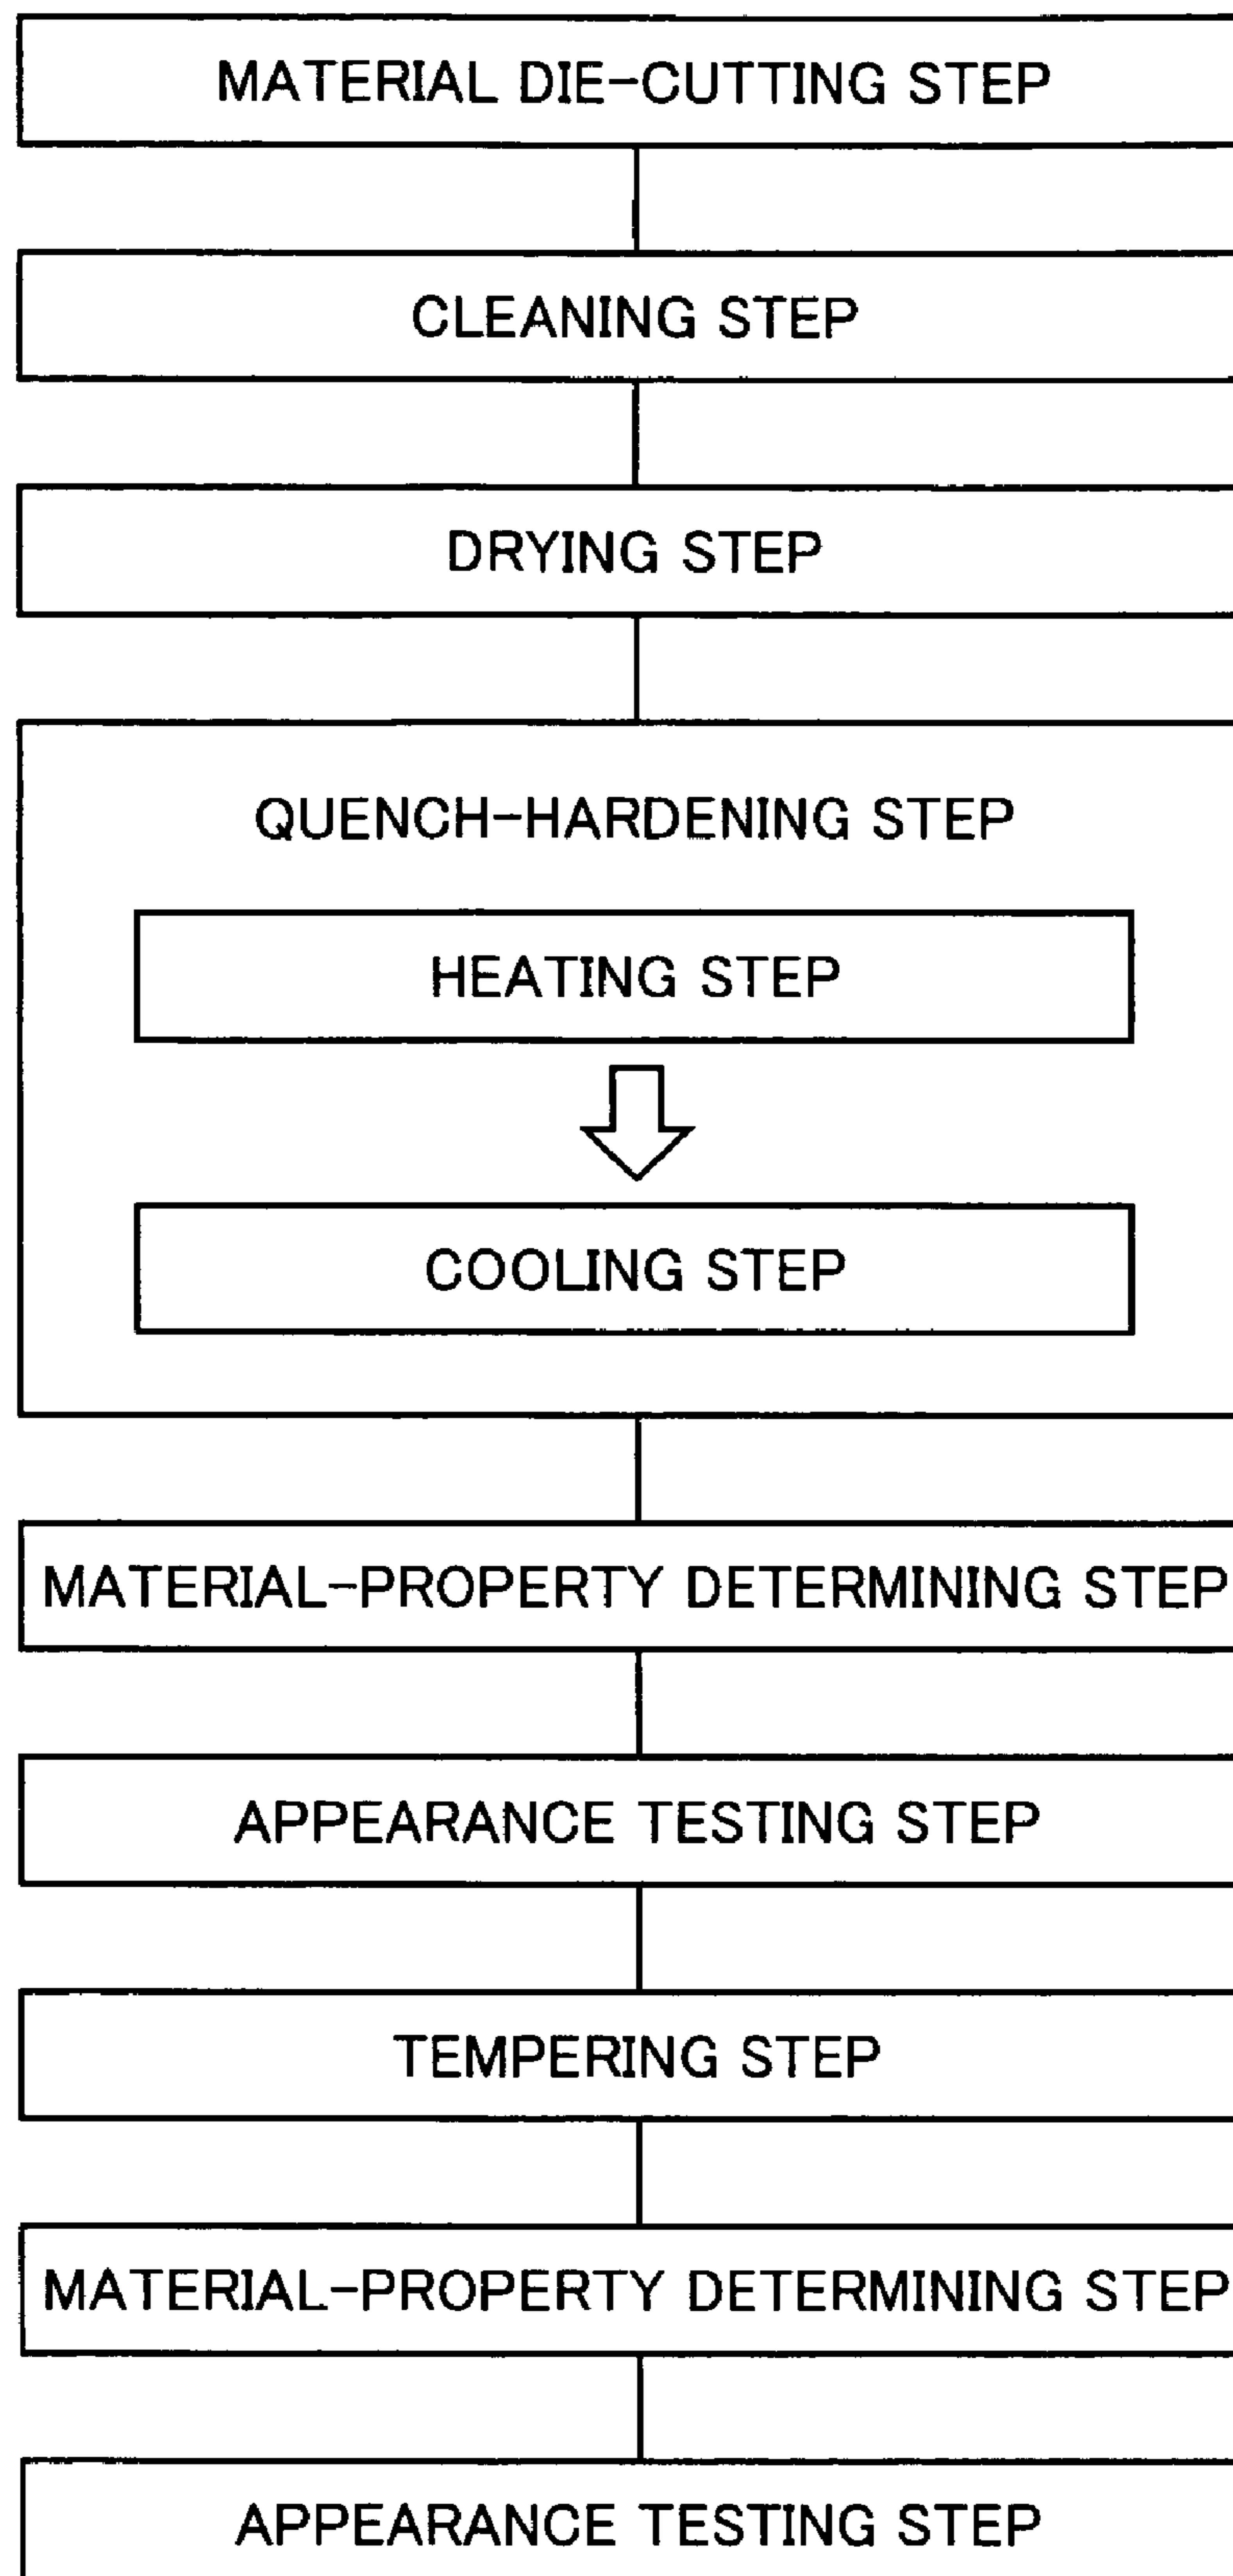 MATERIAL DIE-CUTTING STEP
CLEANING STEP
DRYING STEP
QUENCH-HARDENING STEP
HEATING STEP
COOLING STEP
MATERIAL-PROPERTY DETERMINING STEP
APPEARANCE TESTING STEP
TEMPERING STEP
MATERIAL-PROPERTY DETERMINING STEP
APPEARANCE TESTING STEP